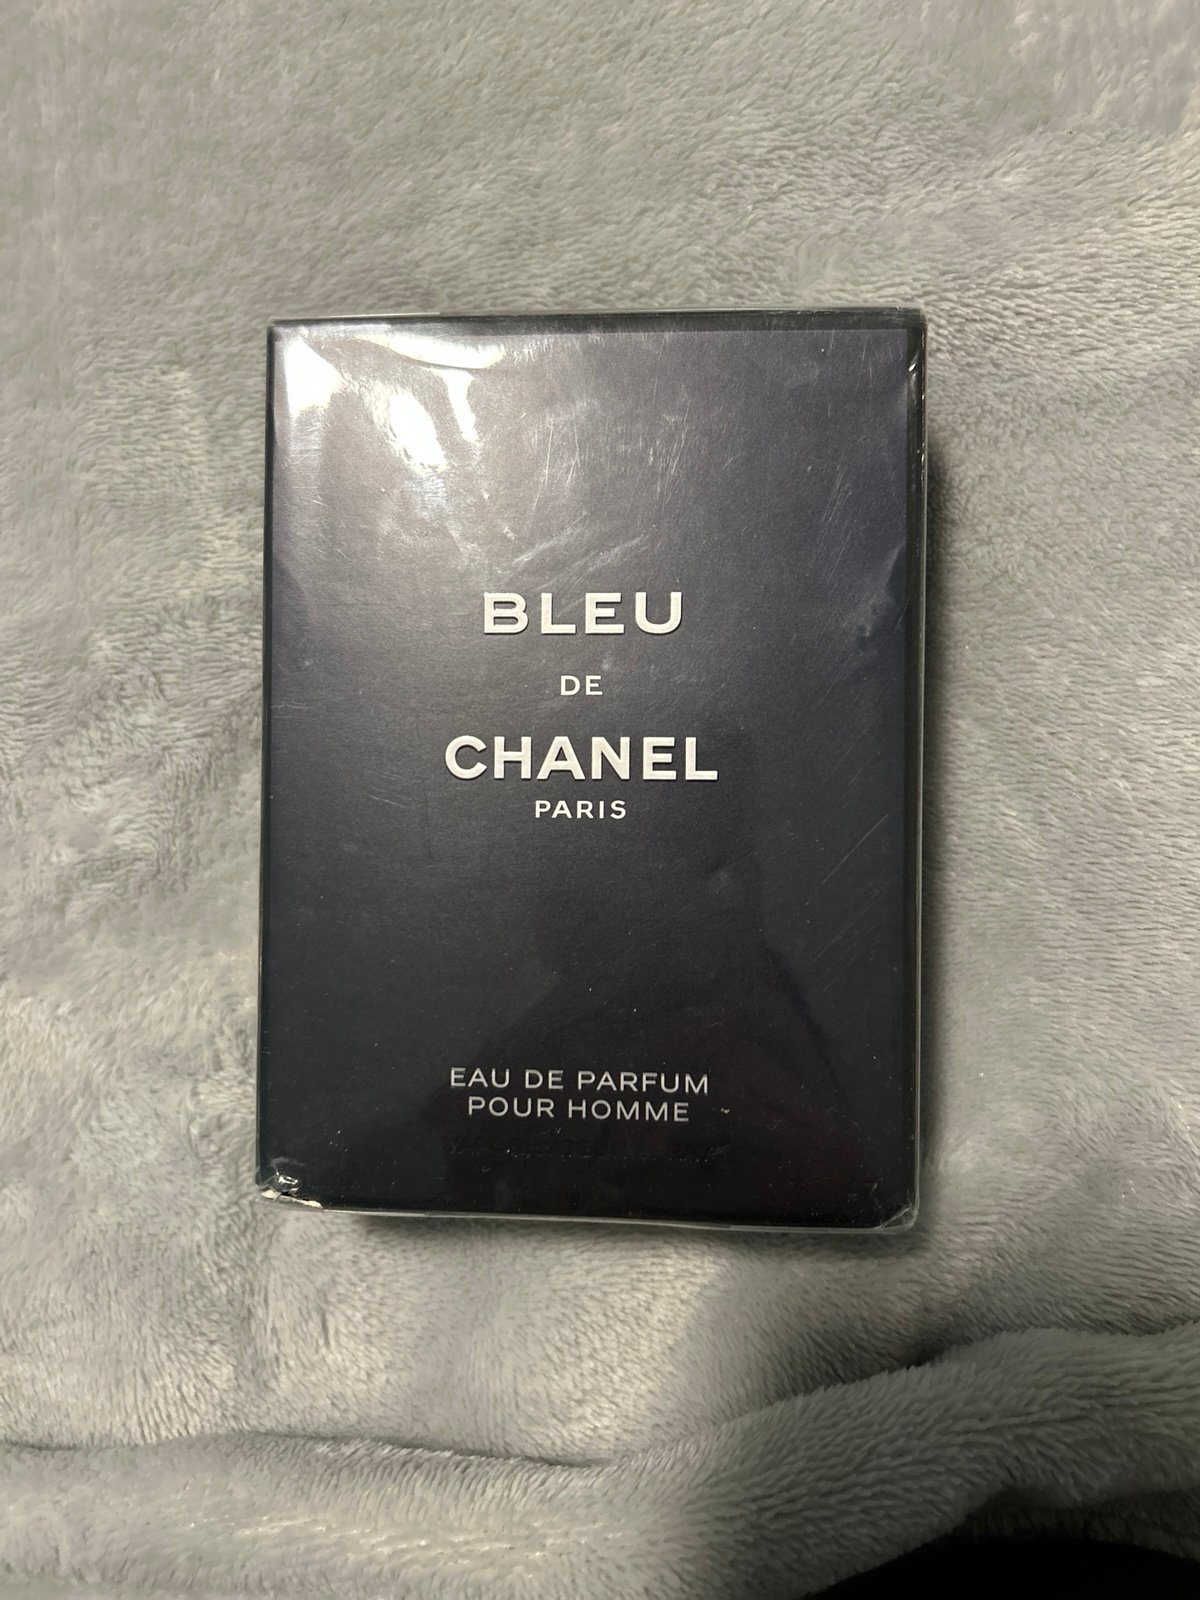 BLEU
DE
CHANEL
PARIS
EAU DE PARFUM
POUR HOMME